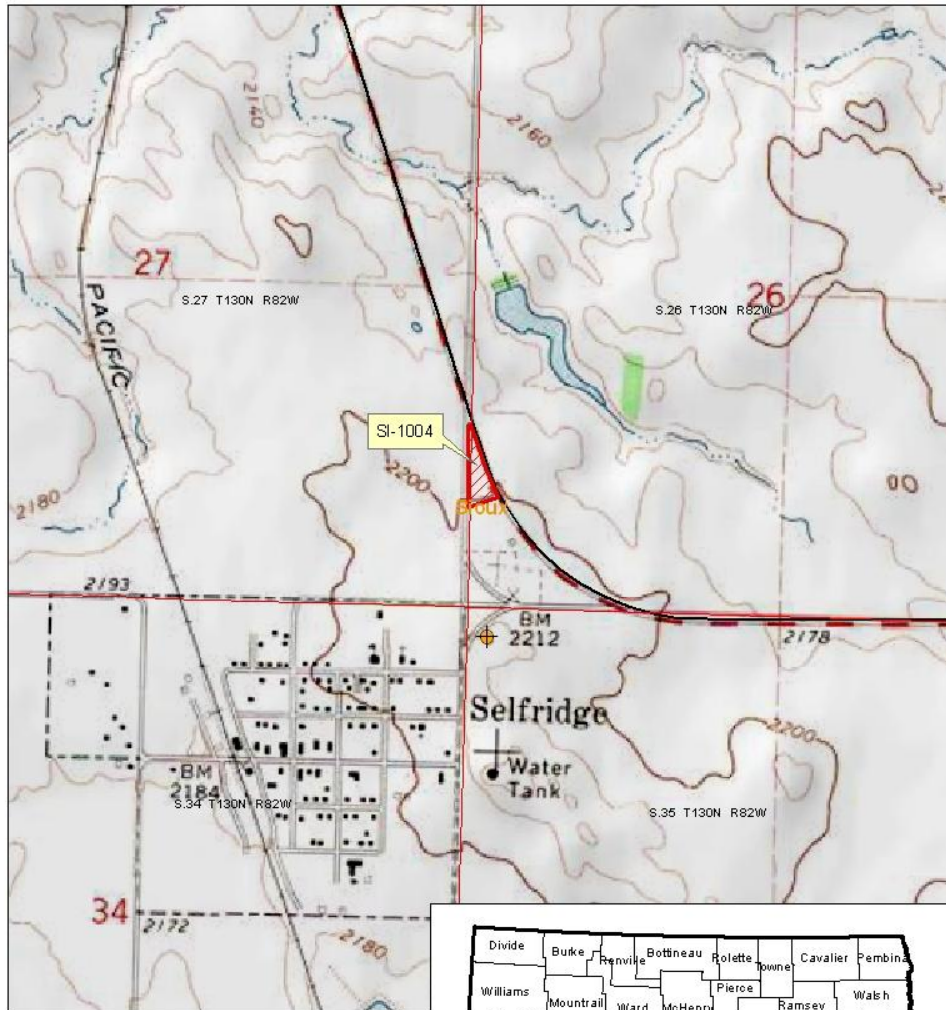 2140
2160
27
S.27 T130N R82W
S.26 T130N R82W
26
PACIFIC
SI-1004
2200
2180
Sioux
2193
BM
2212
2178
Selfridge
2200
BM
2184
Water
Tank
S.34 T130N R82W
S.35 T130N R82W
34
2172
2180
Divide
Burke
Renville
Bottineau
Rolette
Towner
Cavalier
Pembina
Williams
Mountrail
Ward
McHenry
Pierce
Ramsey
Walsh